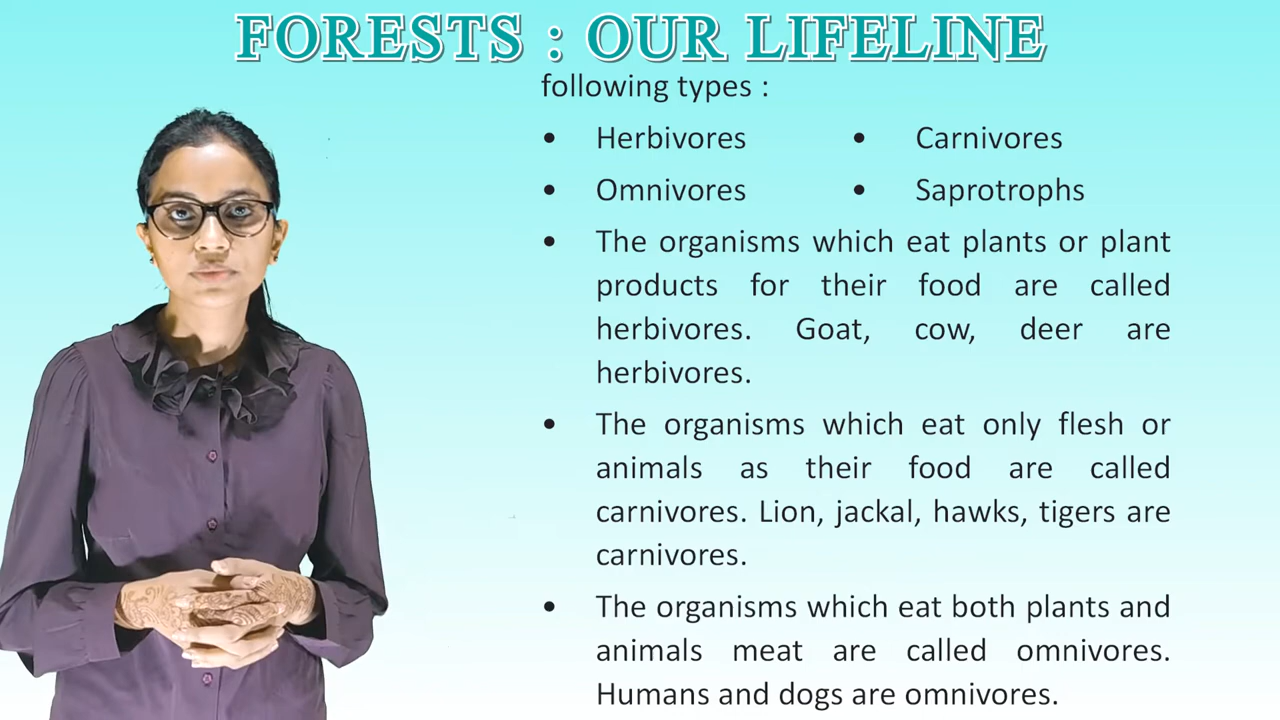 FORESTS : OUR LIFELINE
following types :
• Herbivores • Carnivores
• Omnivores • Saprotrophs
• The organisms which eat plants or plant
products for their food are called
herbivores. Goat, cow, deer are
herbivores.
• The organisms which eat only flesh or
animals as their food are called
carnivores. Lion, jackal, hawks, tigers are
carnivores.
• The organisms which eat both plants and
animals meat are called omnivores.
Humans and dogs are omnivores.